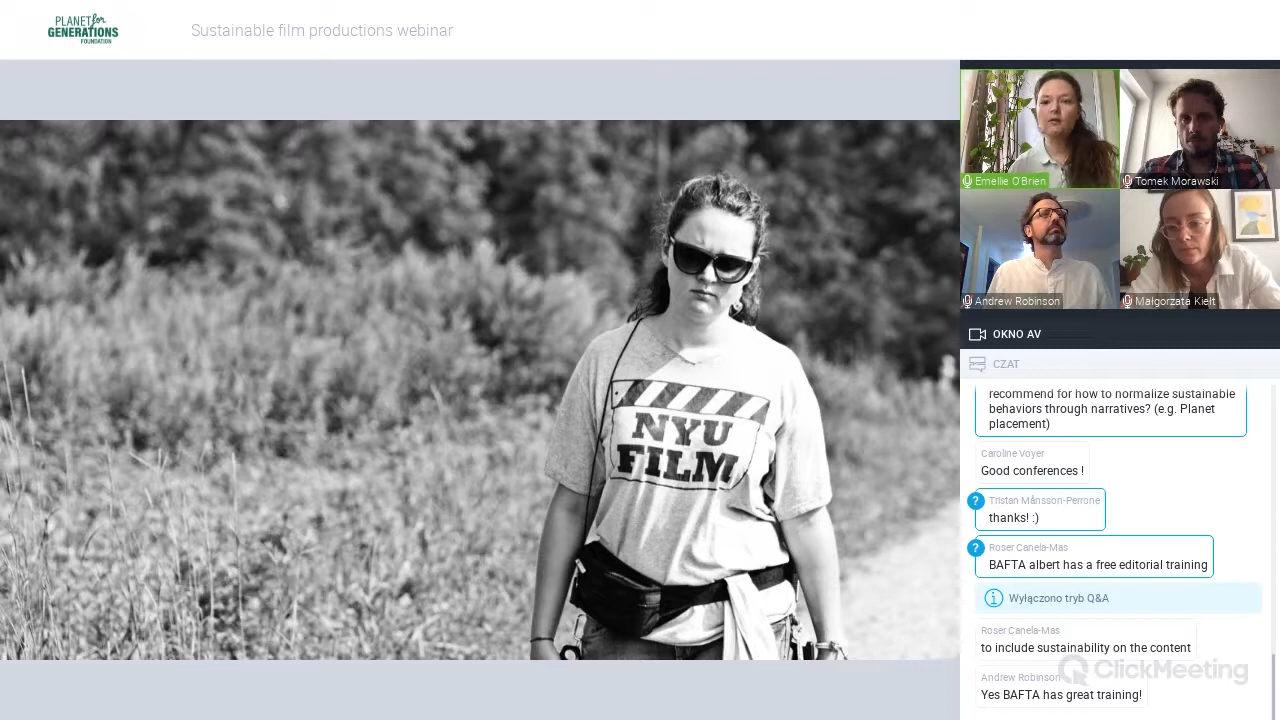 PLANET for
GENERATIONS
FOUNDATION
Sustainable film productions webinar
NYU
FILM
Emellie O'Brien
Tomek Morawski
Andrew Robinson
Małgorzata Kiełt
OKNO AV
CZAT
recommend for how to normalize sustainable
behaviors through narratives? (e.g. Planet
placement)
Caroline Voyer
Good conferences !
? Tristan Månsson-Perrone
thanks! :)
? Roser Canela-Mas
BAFTA albert has a free editorial training
Wyłączono tryb Q&A
Roser Canela-Mas
to include sustainability on the content
ClickMeeting
Andrew Robinson
Yes BAFTA has great training!